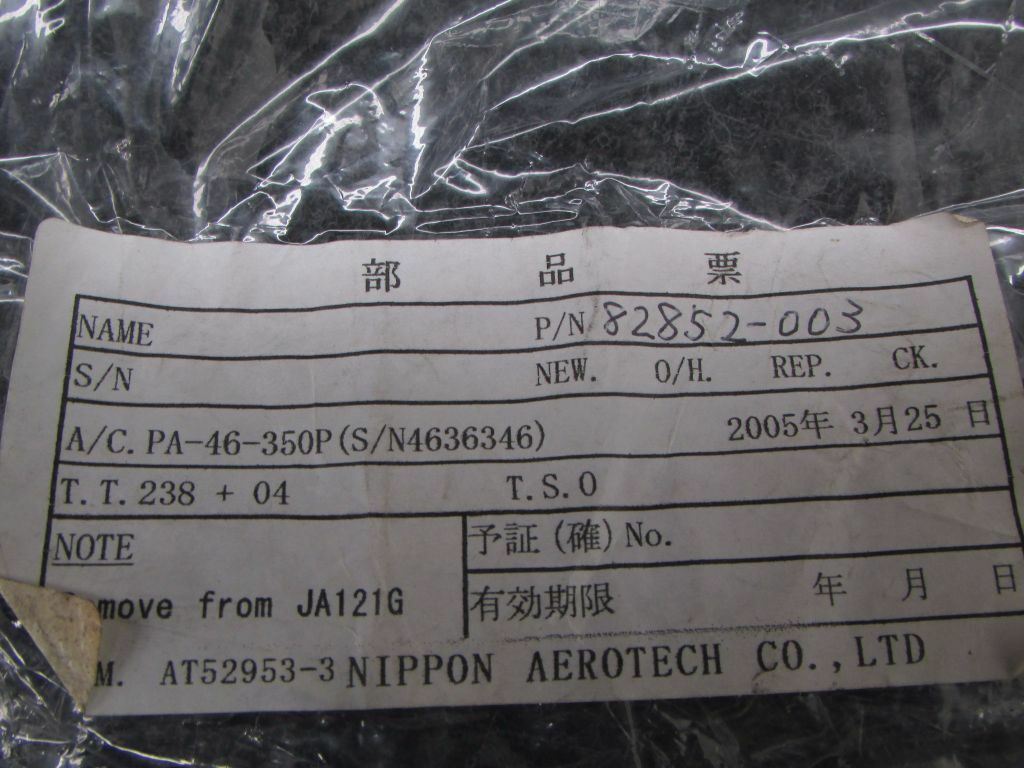 部 品 票
NAME P/N 82852-003
S/N NEW. O/H. REP. CK.
A/C. PA-46-350P(S/N4636346) 2005年 3月25 日
T.T. 238 + 04 T.S.O
NOTE 予証(確)No.
move from JA121G 有効期限 年 月 日
M. AT52953-3 NIPPON AEROTECH CO.,LTD